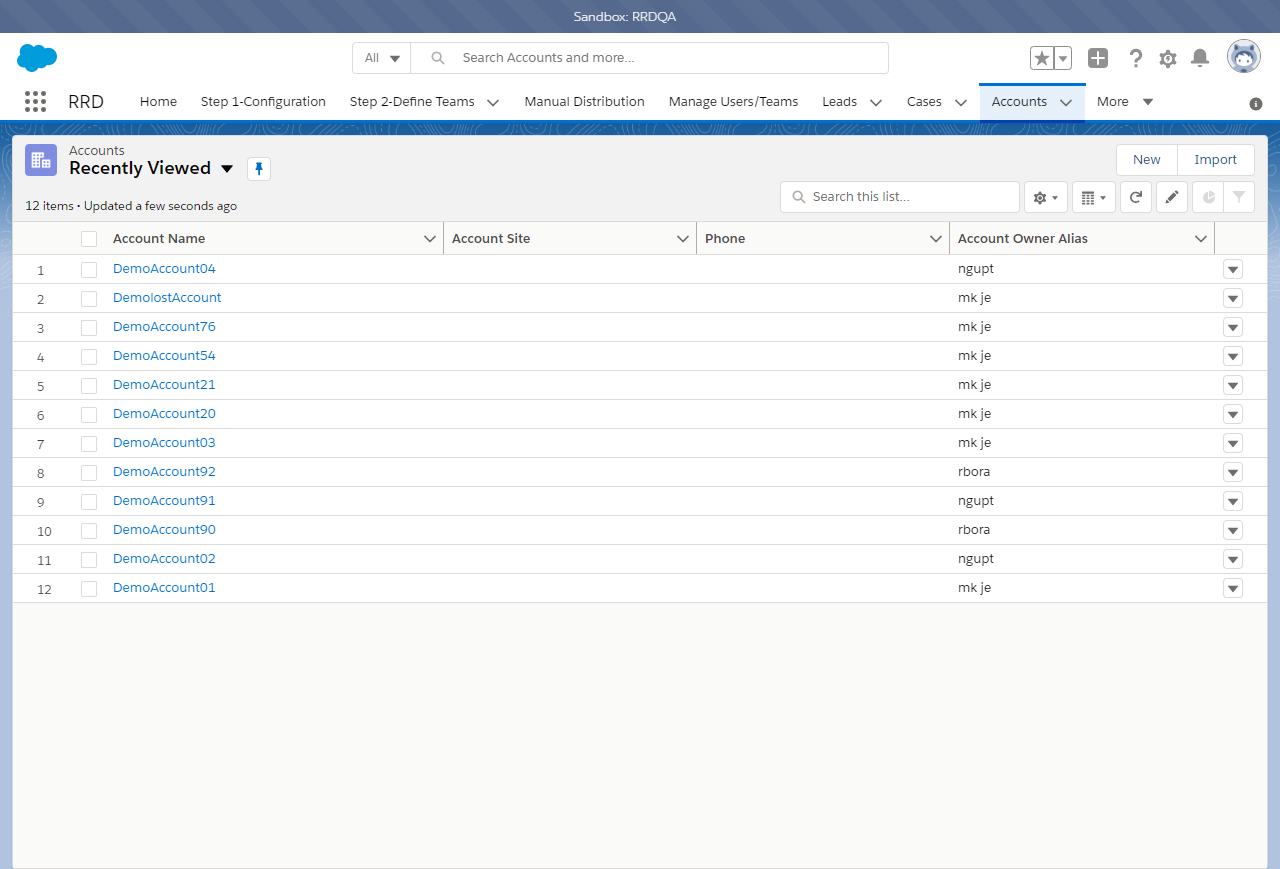 Sandbox: RRDQA
All Search Accounts and more...
RRD Home Step 1-Configuration Step 2-Define Teams Manual Distribution Manage Users/Teams Leads Cases Accounts More
Accounts
Recently Viewed
New Import
12 items • Updated a few seconds ago
Search this list...
Account Name Account Site Phone Account Owner Alias
1 DemoAccount04 ngupt
2 DemolostAccount mk je
3 DemoAccount76 mk je
4 DemoAccount54 mk je
5 DemoAccount21 mk je
6 DemoAccount20 mk je
7 DemoAccount03 mk je
8 DemoAccount92 rbora
9 DemoAccount91 ngupt
10 DemoAccount90 rbora
11 DemoAccount02 ngupt
12 DemoAccount01 mk je